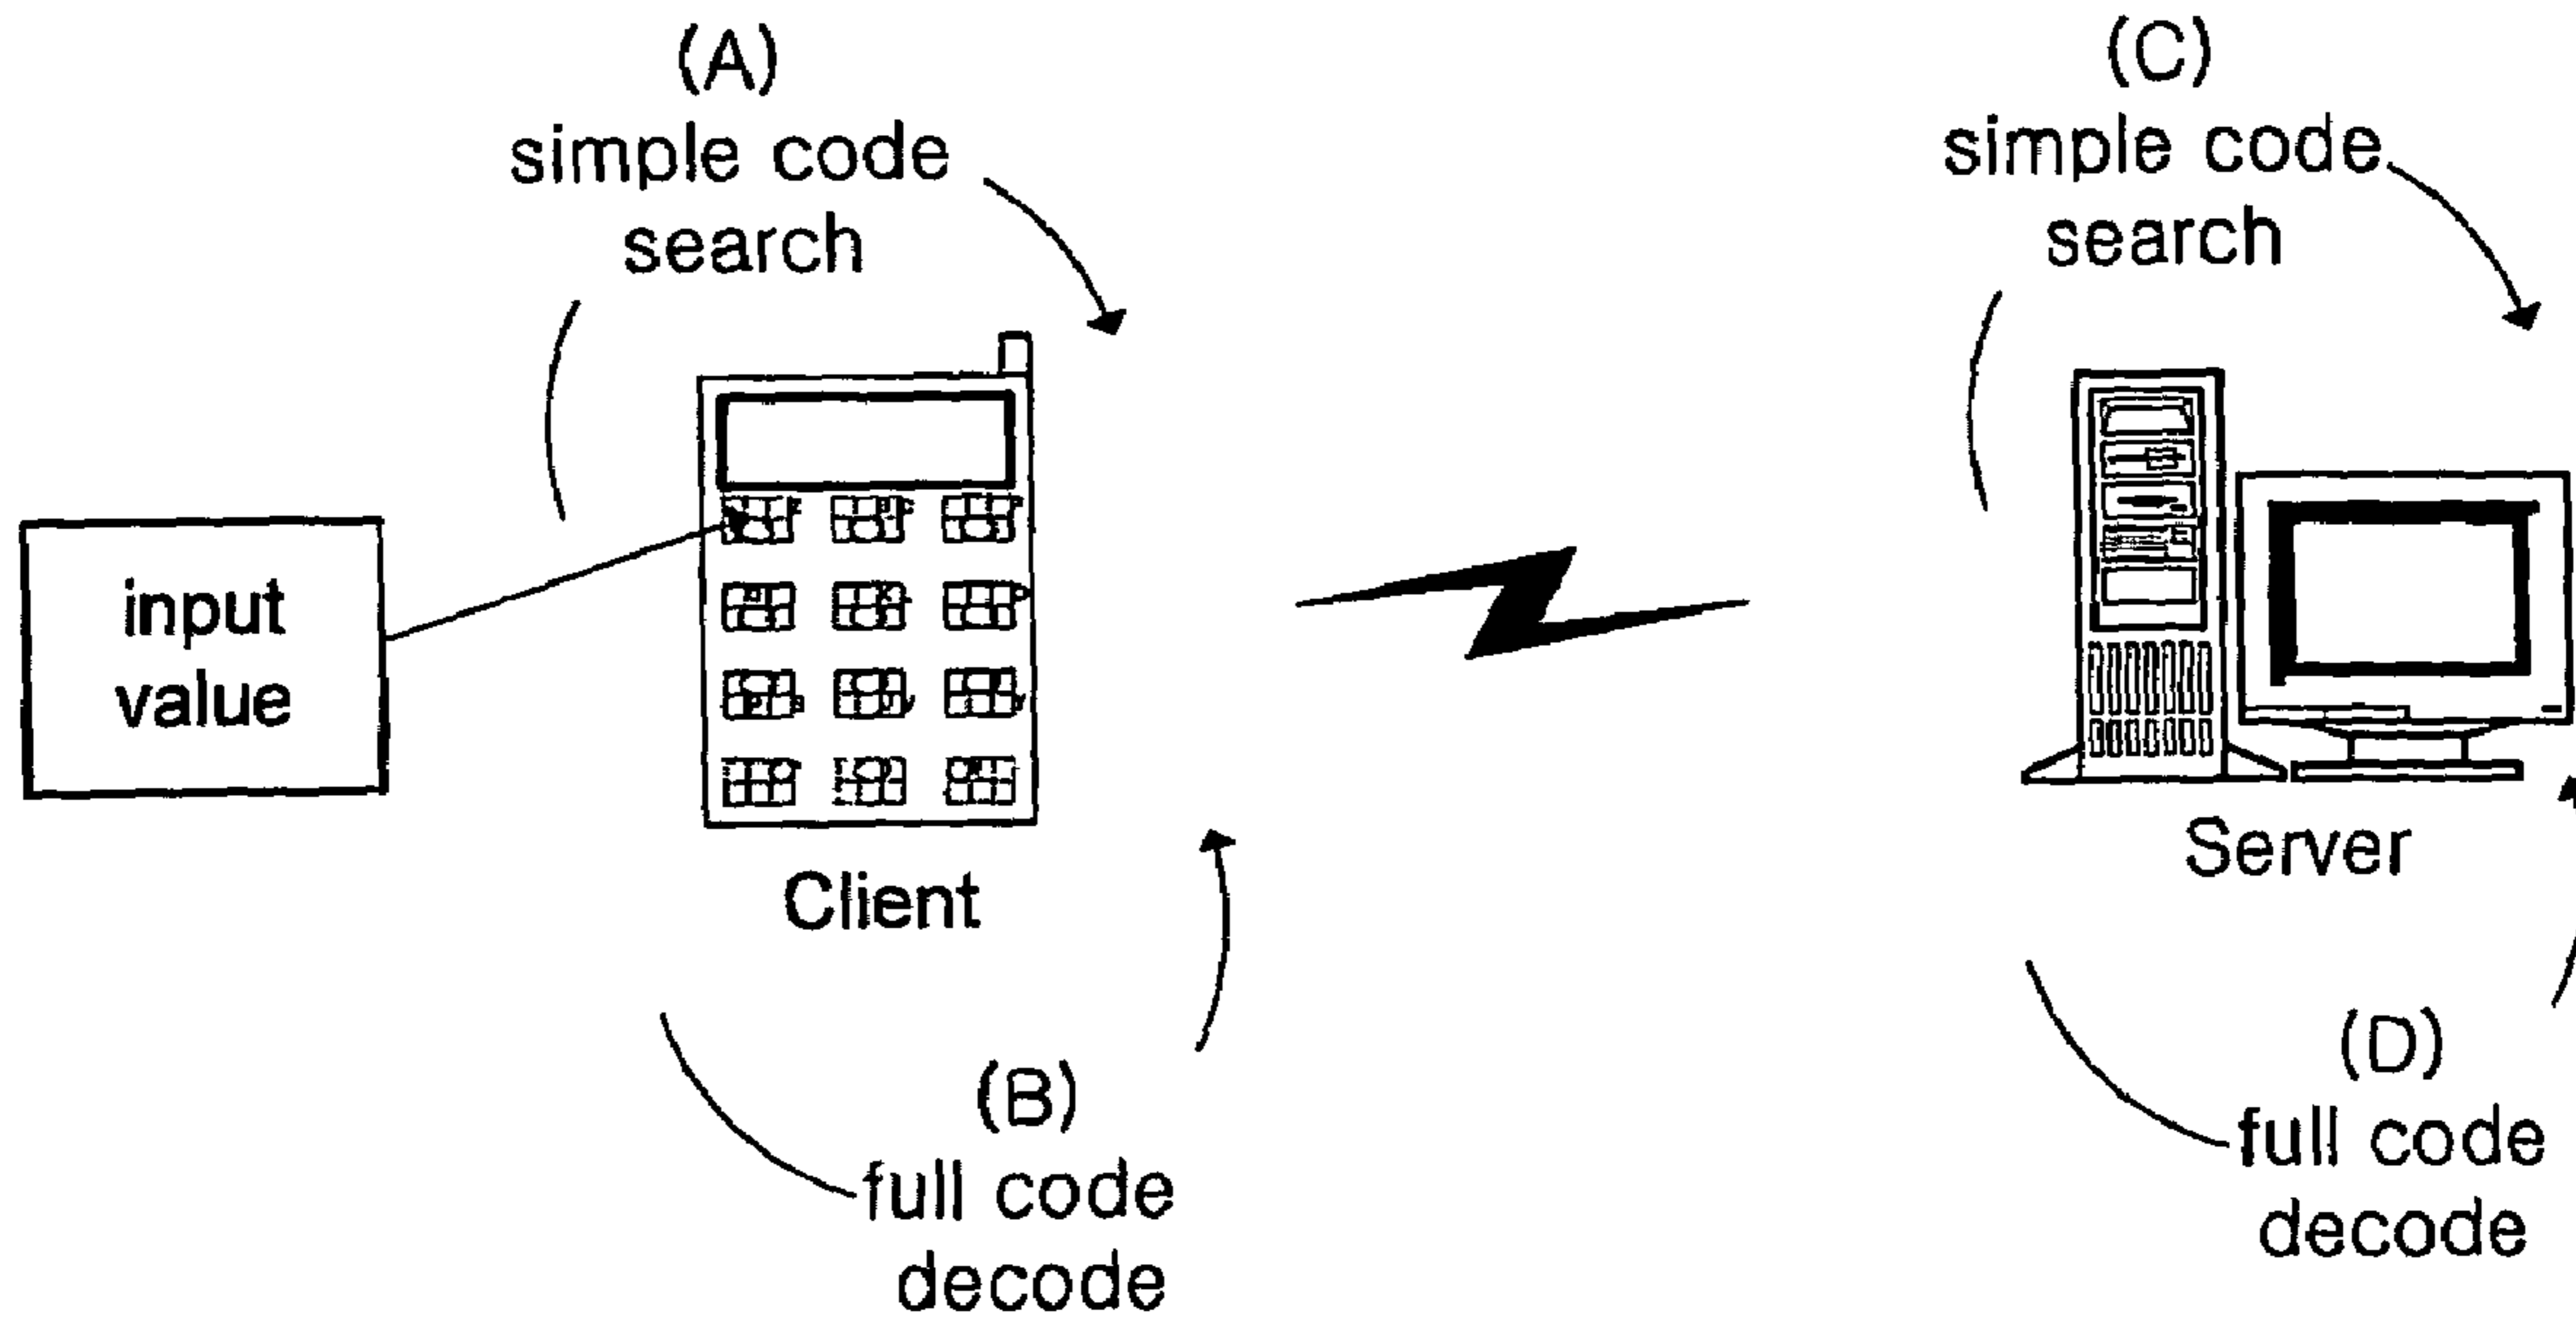 (A)
simple code
search
(C)
simple code
search
input
value
Client
Server
(B)
full code
decode
(D)
full code
decode